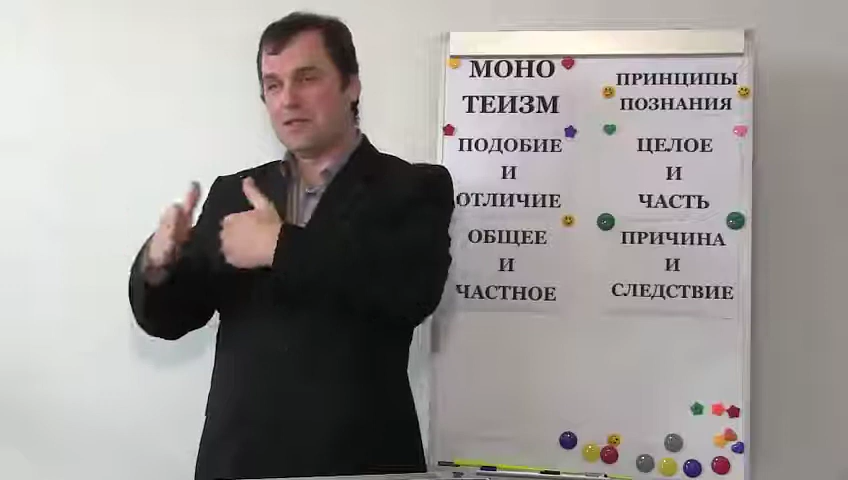 МОНО
ТЕИЗМ
ПРИНЦИПЫ
ПОЗНАНИЯ
ПОДОБИЕ
И
ОТЛИЧИЕ
ЦЕЛОЕ
И
ЧАСТЬ
ОБЩЕЕ
И
ЧАСТНОЕ
ПРИЧИНА
И
СЛЕДСТВИЕ